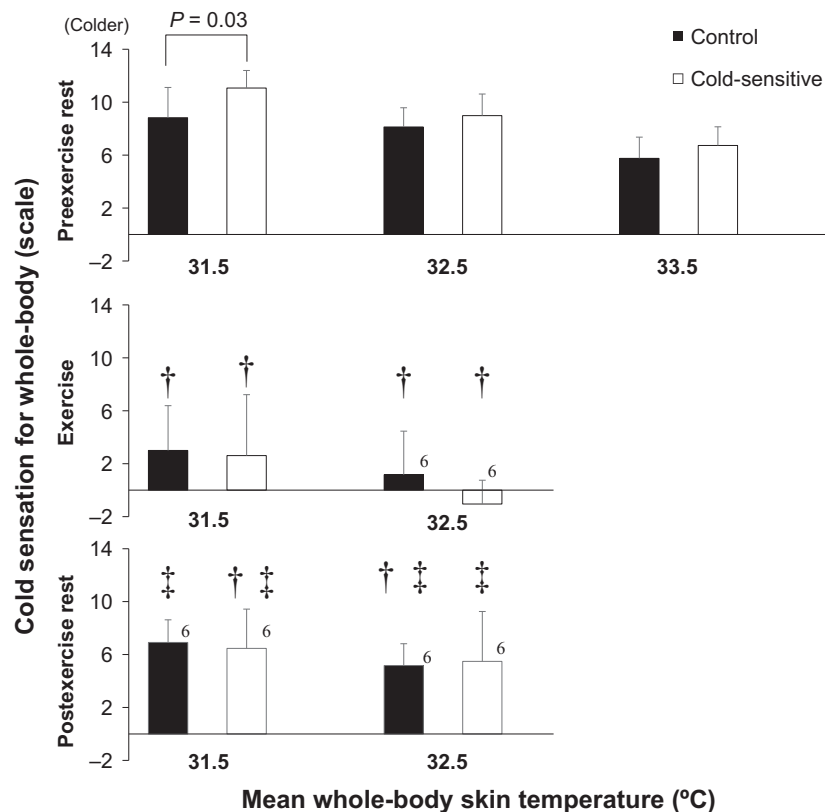 (Colder)
P = 0.03
Control
Cold-sensitive
14
10
6
2
–2
Preexercise rest
31.5
32.5
33.5
Cold sensation for whole-body (scale)
14
10
6
2
–2
Exercise
† † † †
6 6
31.5
32.5
14
10
6
2
–2
Postexercise rest
‡ † ‡ † ‡ ‡
6 6 6 6
31.5
32.5
Mean whole-body skin temperature (ºC)